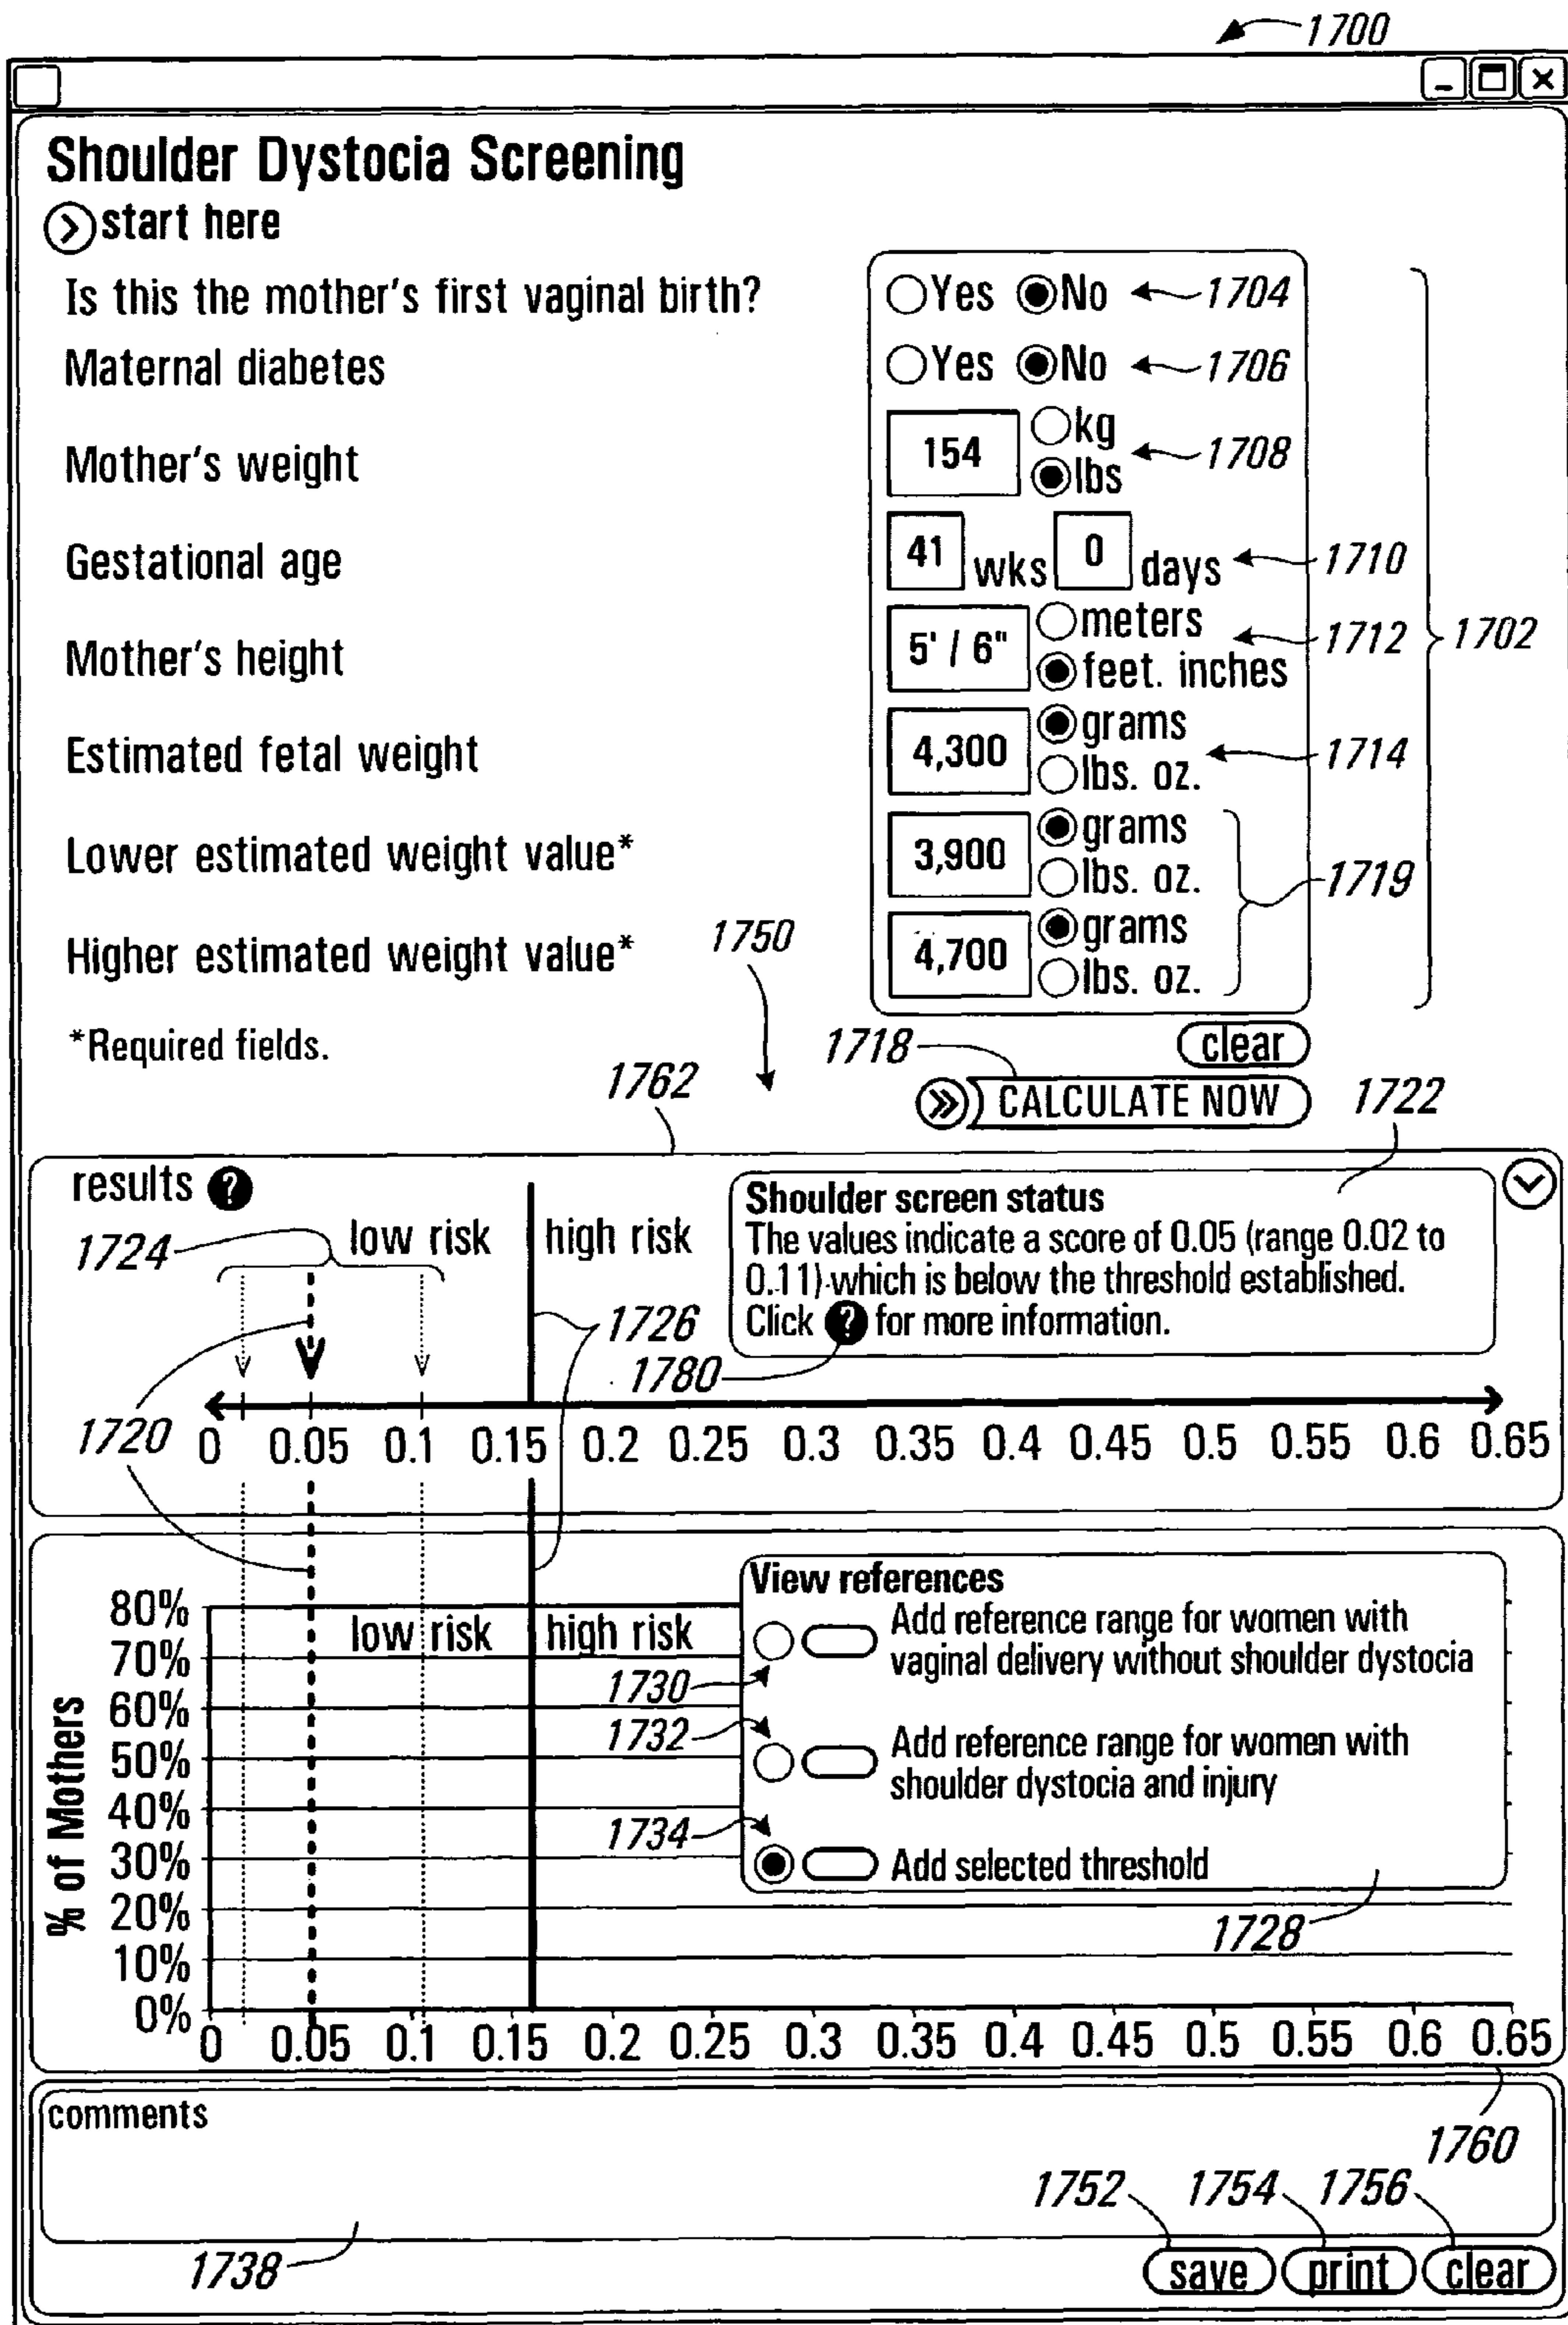 1700
Shoulder Dystocia Screening
start here
Is this the mother's first vaginal birth? Yes No 1704
Maternal diabetes Yes No 1706
Mother's weight 154 kg lbs 1708
Gestational age 41 wks 0 days 1710
Mother's height 5' / 6" meters feet. inches 1712 1702
Estimated fetal weight 4,300 grams lbs. oz. 1714
Lower estimated weight value* 3,900 grams lbs. oz. 1719
Higher estimated weight value* 4,700 grams lbs. oz.
1750
*Required fields.
clear
1718
CALCULATE NOW
1762
1722
results ?
1724
low risk high risk
Shoulder screen status
The values indicate a score of 0.05 (range 0.02 to
0.11) which is below the threshold established.
Click ? for more information.
1726
1780
1720
0 0.05 0.1 0.15 0.2 0.25 0.3 0.35 0.4 0.45 0.5 0.55 0.6 0.65
% of Mothers
80%
70%
60%
50%
40%
30%
20%
10%
0%
low risk high risk
View references
Add reference range for women with
vaginal delivery without shoulder dystocia
1730
1732
Add reference range for women with
shoulder dystocia and injury
1734
Add selected threshold
1728
0 0.05 0.1 0.15 0.2 0.25 0.3 0.35 0.4 0.45 0.5 0.55 0.6 0.65
comments
1760
1752 1754 1756
1738
save print clear